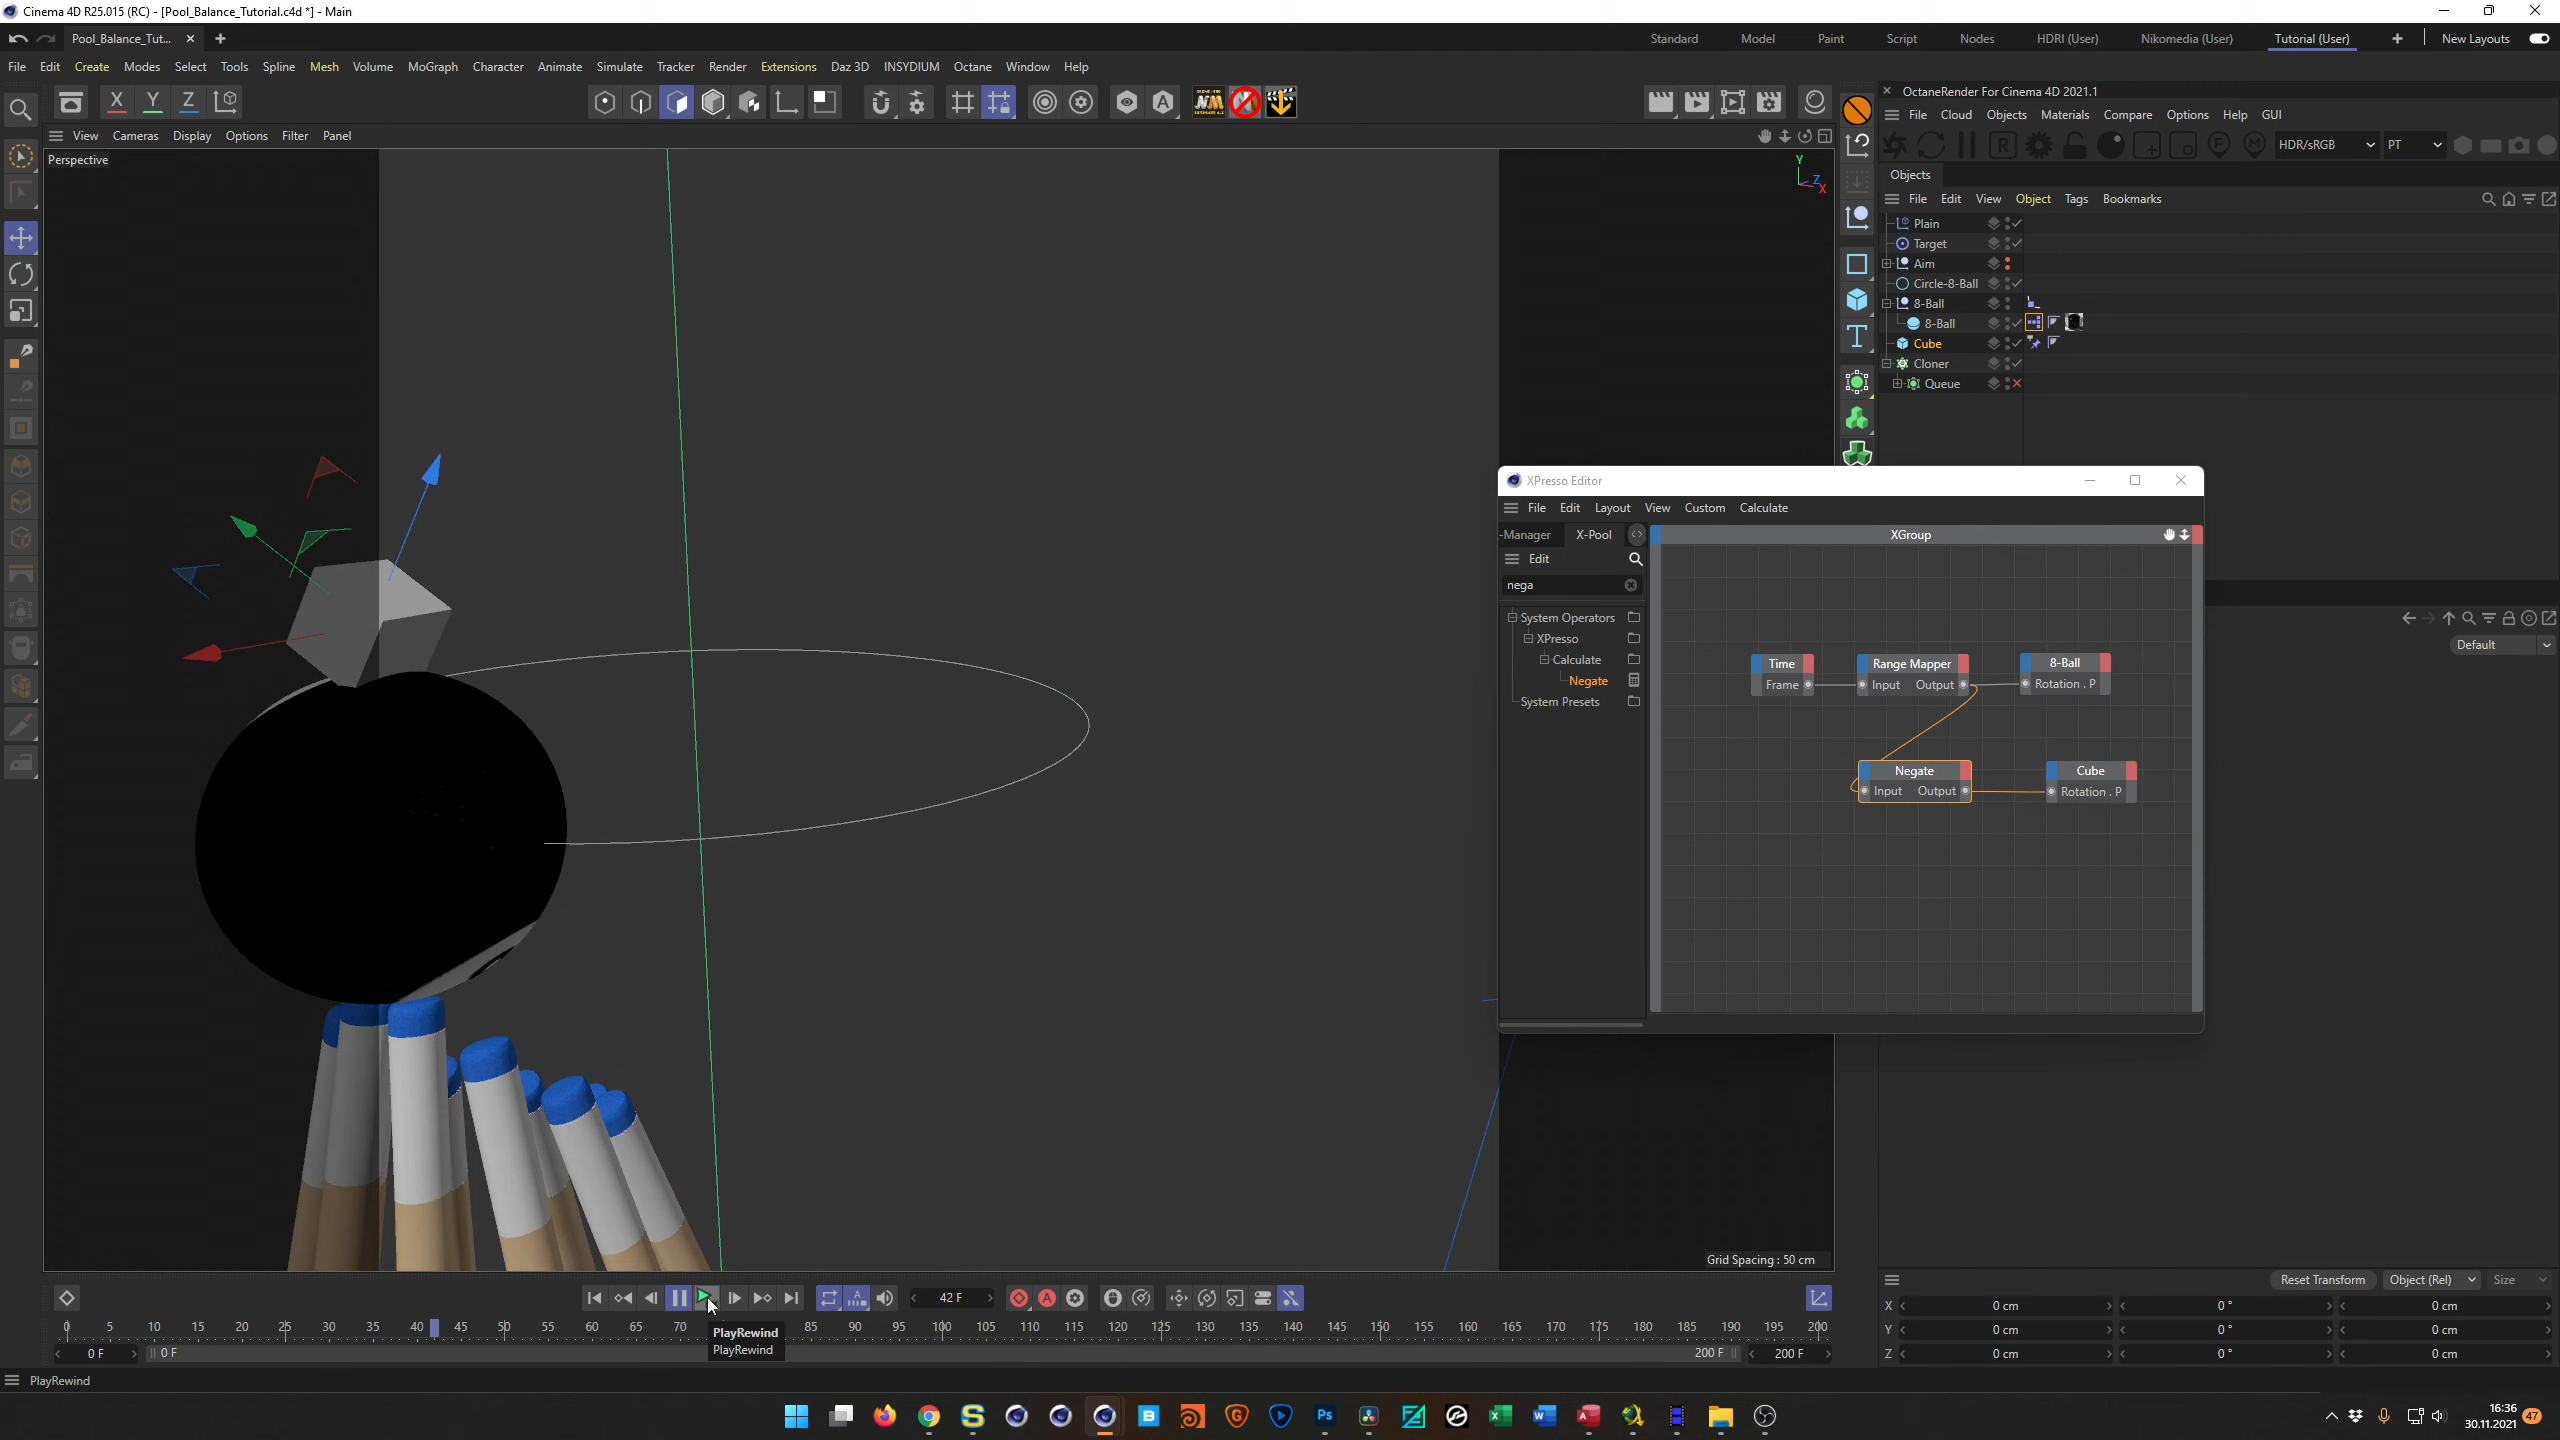 Cinema 4D R25.015 (RC) - [Pool_Balance_Tutorial.c4d *] - Main
Pool_Balance_Tut...
Standard Model Paint Script Nodes HDRI (User) Nikomedia (User) Tutorial (User) New Layouts
File Edit Create Modes Select Tools Spline Mesh Volume MoGraph Character Animate Simulate Tracker Render Extensions Daz 3D INSYDIUM Octane Window Help
X Y Z
OctaneRender For Cinema 4D 2021.1
File Cloud Objects Materials Compare Options Help GUI
HDR/sRGB PT
View Cameras Display Options Filter Panel
Perspective
Y
Z
X
Objects
File Edit View Object Tags Bookmarks
Plain
Target
Aim
Circle-8-Ball
8-Ball
8-Ball
Cube
Cloner
Queue
XPresso Editor
File Edit Layout View Custom Calculate
-Manager X-Pool
XGroup
Edit
nega
System Operators
XPresso
Calculate
Negate
System Presets
Time
Frame
Range Mapper
Input Output
8-Ball
Rotation . P
Negate
Input Output
Cube
Rotation . P
Default
Grid Spacing : 50 cm
42 F
0 5 10 15 20 25 30 35 40 45 50 55 60 65 70 85 90 95 100 105 110 115 120 125 130 135 140 145 150 155 160 165 170 175 180 185 190 195 200
PlayRewind
PlayRewind
0 F 0 F 200 F 200 F
PlayRewind
Reset Transform Object (Rel) Size
X 0 cm 0 ° 0 cm
Y 0 cm 0 ° 0 cm
Z 0 cm 0 ° 0 cm
16:36
30.11.2021
47